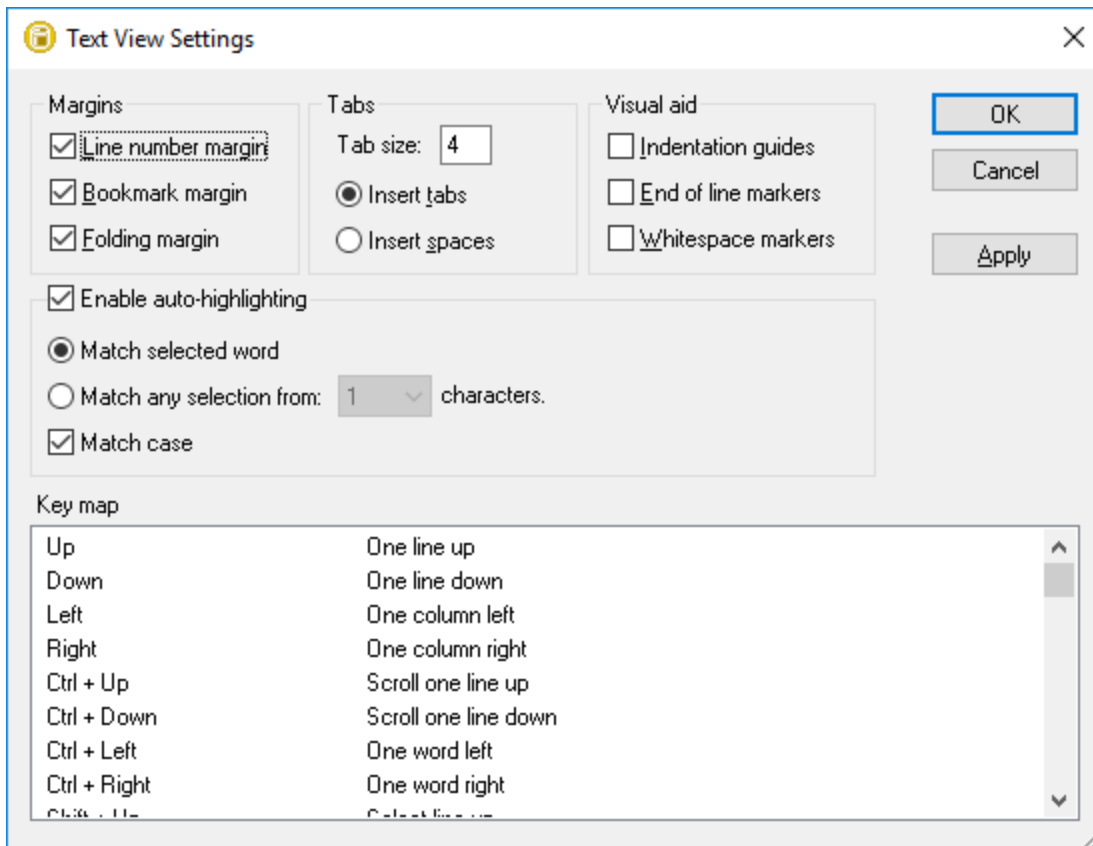 Text View Settings
Margins
Line number margin
Bookmark margin
Folding margin
Tabs
Tab size: 4
Insert tabs
Insert spaces
Visual aid
Indentation guides
End of line markers
Whitespace markers
OK
Cancel
Apply
Enable auto-highlighting
Match selected word
Match any selection from: 1 characters.
Match case
Key map
Up One line up
Down One line down
Left One column left
Right One column right
Ctrl + Up Scroll one line up
Ctrl + Down Scroll one line down
Ctrl + Left One word left
Ctrl + Right One word right